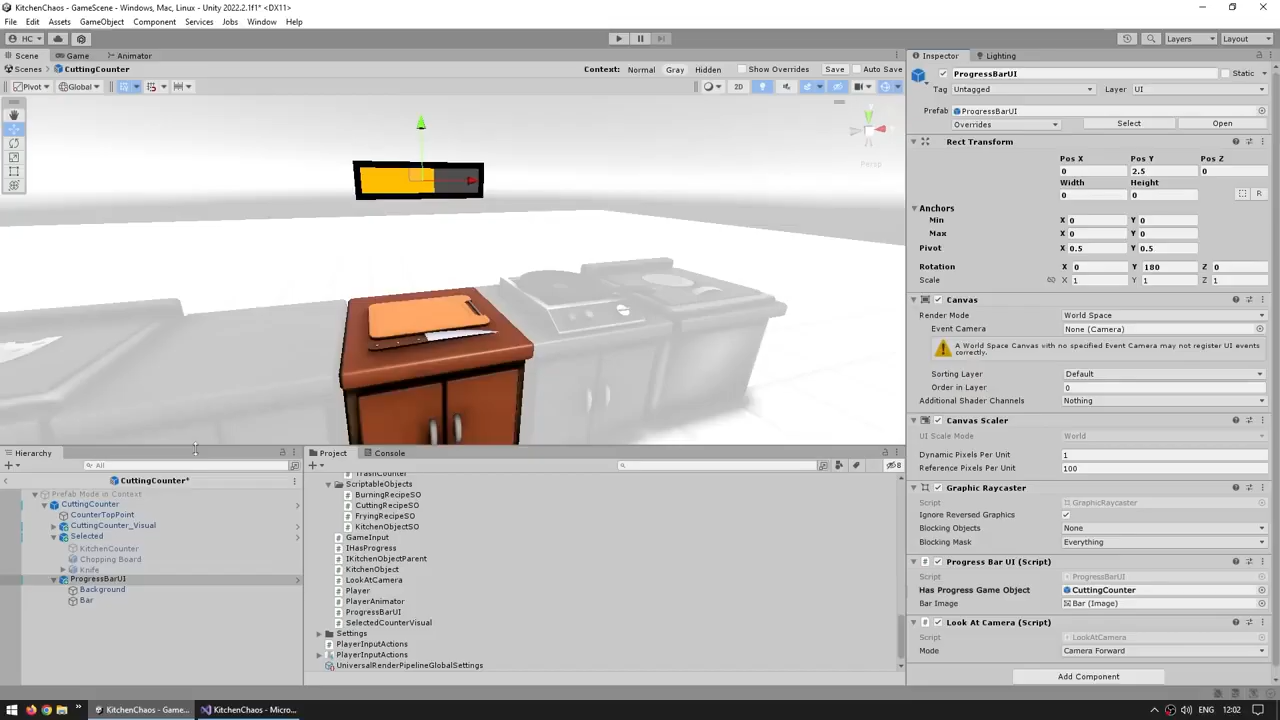 KitchenChaos - GameScene - Windows, Mac, Linux - Unity 2022.2.1f1* <DX11>
File Edit Assets GameObject Component Services Jobs Window Help
HC Layers Layout
Scene Game Animator
Scenes CuttingCounter Context: Normal Gray Hidden Show Overrides Save Auto Save
Pivot Global 2D
Persp
Inspector Lighting
ProgressBarUI Static
Tag Untagged Layer UI
Prefab ProgressBarUI
Overrides Select Open
Rect Transform
Pos X Pos Y Pos Z
0 2.5 0
Width Height
0 0 R
Anchors
Min X 0 Y 0
Max X 0 Y 0
Pivot X 0.5 Y 0.5
Rotation X 0 Y 180 Z 0
Scale X 1 Y 1 Z 1
Canvas
Render Mode World Space
Event Camera None (Camera)
A World Space Canvas with no specified Event Camera may not register UI events
correctly.
Sorting Layer Default
Order in Layer 0
Additional Shader Channels Nothing
Canvas Scaler
UI Scale Mode World
Dynamic Pixels Per Unit 1
Reference Pixels Per Unit 100
Graphic Raycaster
Script GraphicRaycaster
Ignore Reversed Graphics
Blocking Objects None
Blocking Mask Everything
Progress Bar UI (Script)
Script ProgressBarUI
Has Progress Game Object CuttingCounter
Bar Image Bar (Image)
Look At Camera (Script)
Script LookAtCamera
Mode Camera Forward
Add Component
Hierarchy
All
CuttingCounter*
Prefab Mode in Context
CuttingCounter
CounterTopPoint
CuttingCounter_Visual
Selected
KitchenCounter
Chopping Board
Knife
ProgressBarUI
Background
Bar
Project Console
8
TrashCounter
ScriptableObjects
BurningRecipeSO
CuttingRecipeSO
FryingRecipeSO
KitchenObjectSO
GameInput
IHasProgress
IKitchenObjectParent
KitchenObject
LookAtCamera
Player
PlayerAnimator
ProgressBarUI
SelectedCounterVisual
Settings
PlayerInputActions
PlayerInputActions
UniversalRenderPipelineGlobalSettings
KitchenChaos - Game... KitchenChaos - Micro... ENG 12:02